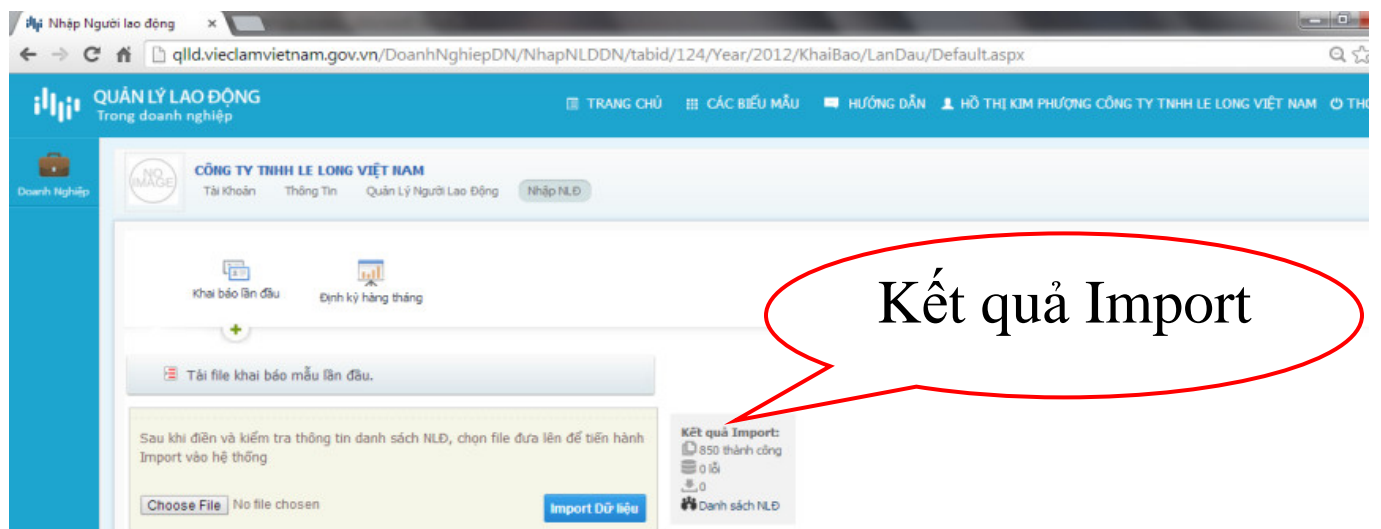 Nhập Người lao động
qlld.vieclamvietnam.gov.vn/DoanhNghiepDN/NhapNLDDN/tabid/124/Year/2012/KhaiBao/LanDau/Default.aspx
QUẢN LÝ LAO ĐỘNG
Trong doanh nghiệp
TRANG CHỦ CÁC BIỂU MẪU HƯỚNG DẪN HỒ THỊ KIM PHƯỢNG CÔNG TY TNHH LE LONG VIỆT NAM
Doanh Nghiệp
NO IMAGE
CÔNG TY TNHH LE LONG VIỆT NAM
Tài Khoản Thông Tin Quản Lý Người Lao Động Nhập NLĐ
Khai báo lần đầu Định kỳ hàng tháng
Kết quả Import
Tải file khai báo mẫu lần đầu.
Sau khi điền và kiểm tra thông tin danh sách NLĐ, chọn file đưa lên để tiến hành
Import vào hệ thống
Choose File No file chosen
Import Dữ liệu
Kết quả Import:
850 thành công
0 lỗi
0
Danh sách NLĐ